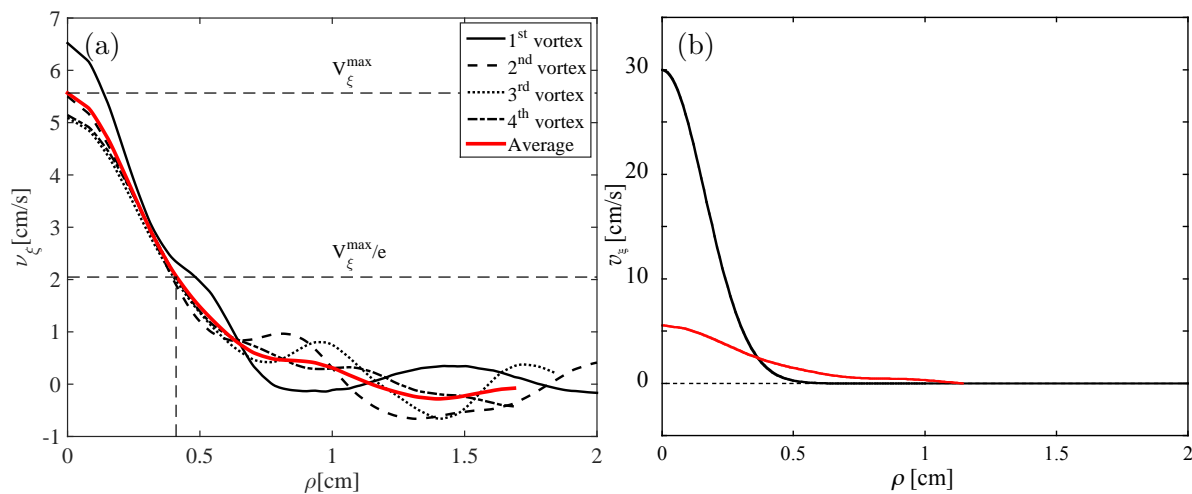 (a)
1st vortex
2nd vortex
3rd vortex
4th vortex
Average
Vξmax
Vξmax/e
7
6
5
4
3
2
1
0
-1
νξ[cm/s]
0
0.5
1
1.5
2
ρ[cm]
(b)
30
20
10
0
vξ [cm/s]
0
0.5
1
1.5
2
ρ [cm]